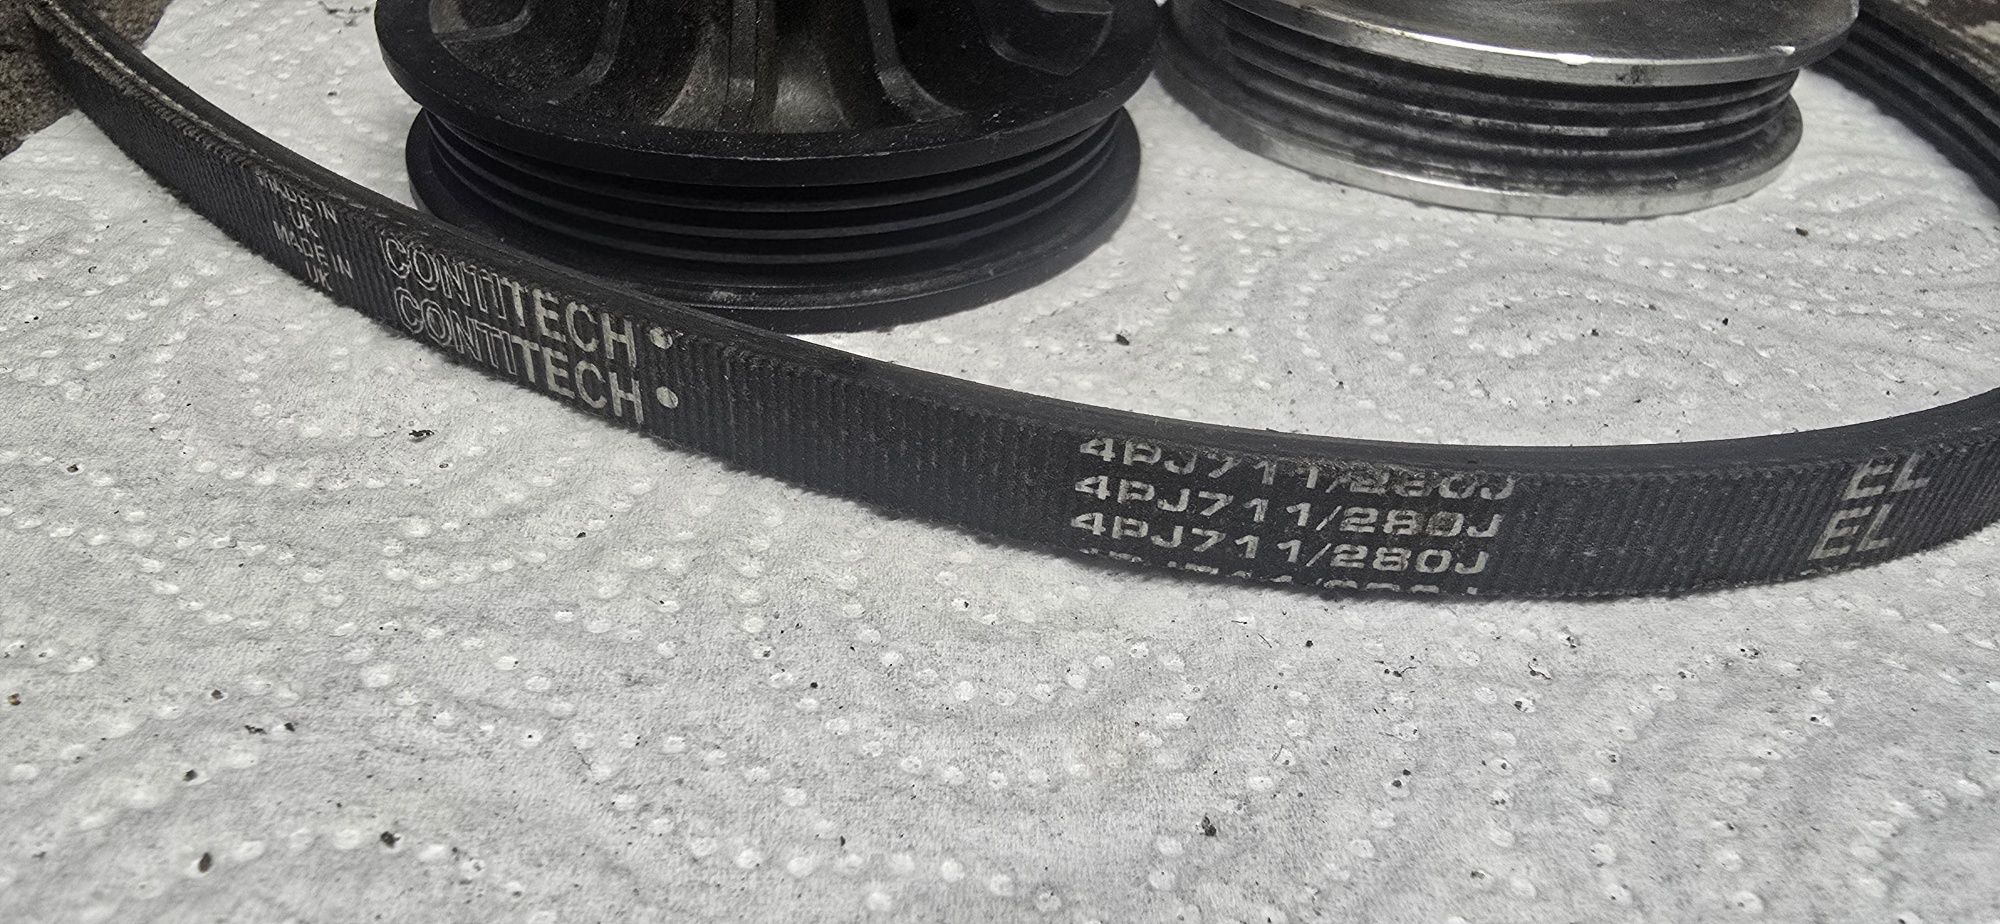 MADE IN
UK
MADE IN
UK
CONTITECH
CONTITECH
4PJ711/280J
4PJ711/280J
4PJ711/280J
EL
EL